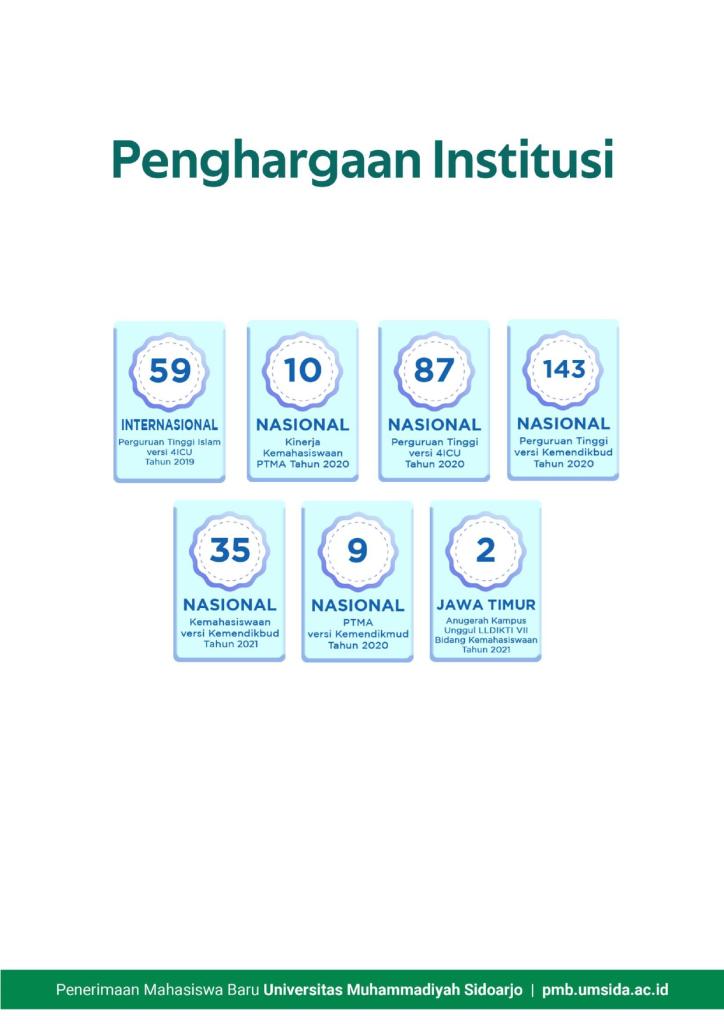 Penghargaan Institusi
59
INTERNASIONAL
Perguruan Tinggi Islam
versi 4ICU
Tahun 2019
10
NASIONAL
Kinerja
Kemahasiswaan
PTMA Tahun 2020
87
NASIONAL
Perguruan Tinggi
versi 4ICU
Tahun 2020
143
NASIONAL
Perguruan Tinggi
versi Kemendikbud
Tahun 2020
35
NASIONAL
Kemahasiswaan
versi Kemendikbud
Tahun 2021
9
NASIONAL
PTMA
versi Kemendikmud
Tahun 2020
2
JAWA TIMUR
Anugerah Kampus
Unggul LLDIKTI VII
Bidang Kemahasiswaan
Tahun 2021
Penerimaan Mahasiswa Baru Universitas Muhammadiyah Sidoarjo | pmb.umsida.ac.id